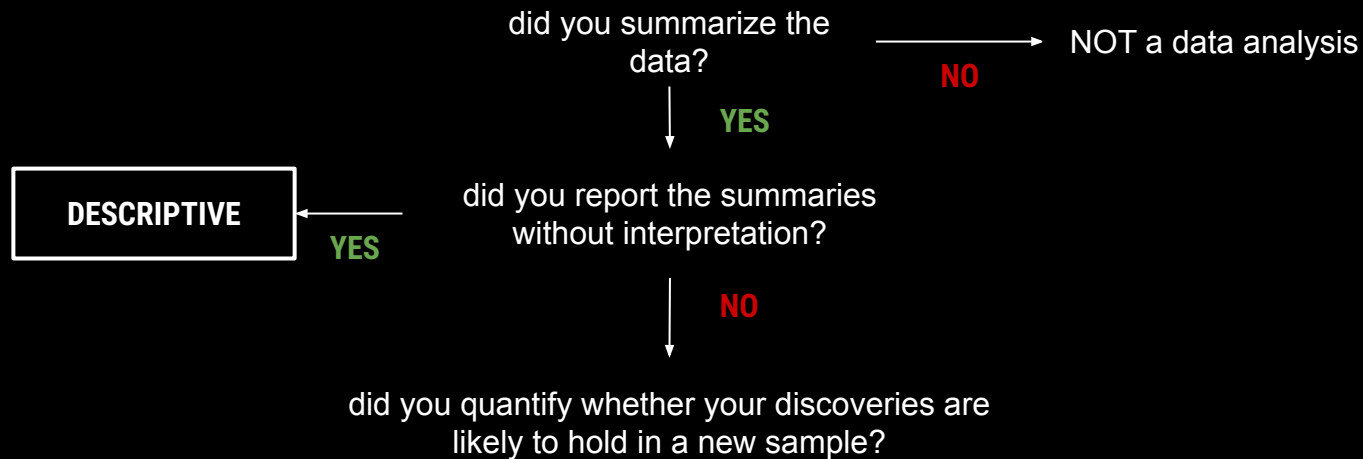 did you summarize the
data?
NOT a data analysis
NO
YES
DESCRIPTIVE
did you report the summaries
without interpretation?
YES
NO
did you quantify whether your discoveries are
likely to hold in a new sample?